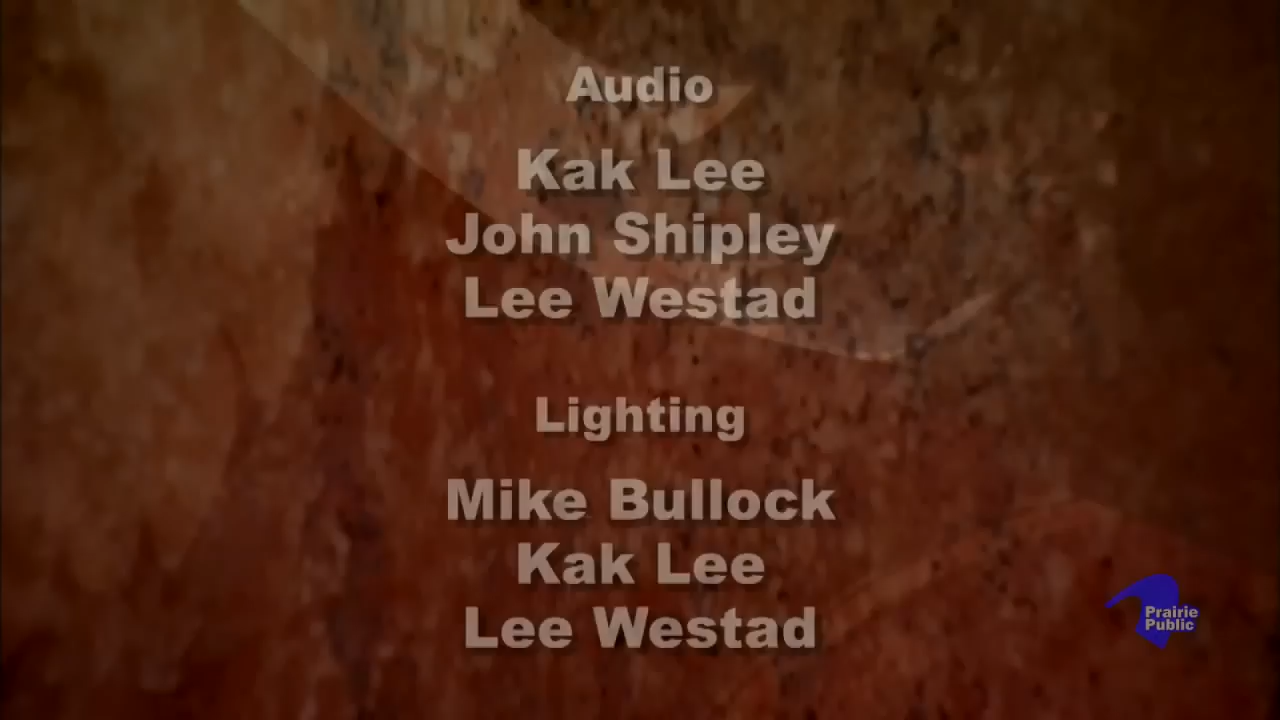 Audio
Kak Lee
John Shipley
Lee Westad
Lighting
Mike Bullock
Kak Lee
Lee Westad
Prairie
Public